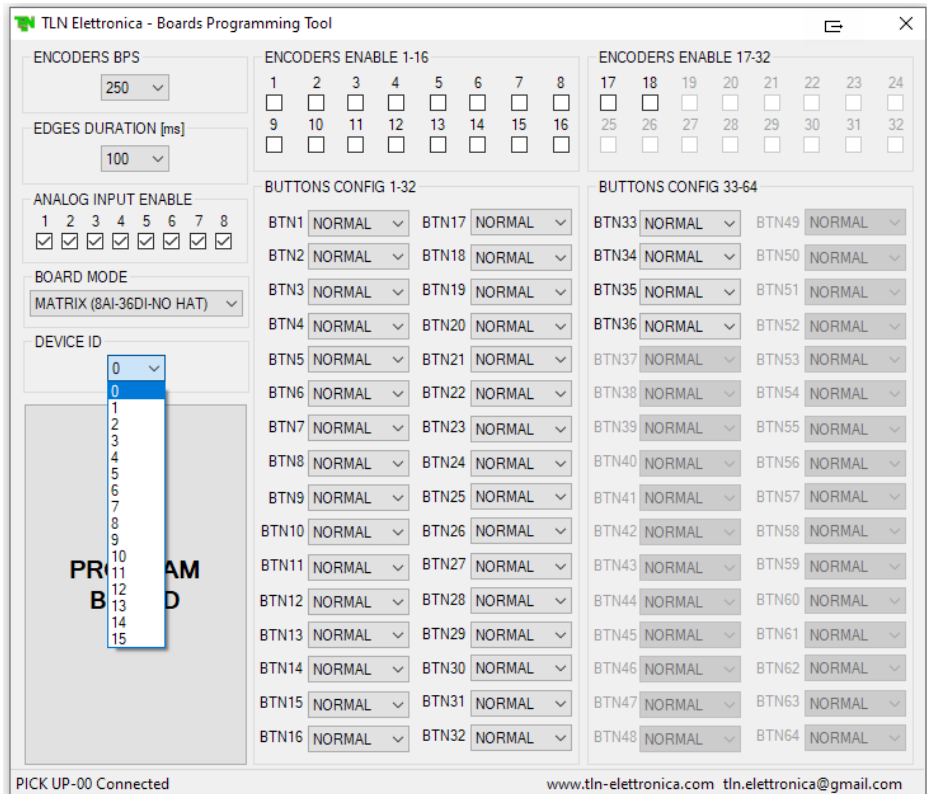 TLN Elettronica - Boards Programming Tool
ENCODERS BPS
250
EDGES DURATION [ms]
100
ANALOG INPUT ENABLE
1 2 3 4 5 6 7 8
BOARD MODE
MATRIX (8AI-36DI-NO HAT)
DEVICE ID
0
0
1
2
3
4
5
6
7
8
9
10
11
12
13
14
15
ENCODERS ENABLE 1-16
1 2 3 4 5 6 7 8
9 10 11 12 13 14 15 16
ENCODERS ENABLE 17-32
17 18 19 20 21 22 23 24
25 26 27 28 29 30 31 32
BUTTONS CONFIG 1-32
BTN1 NORMAL BTN17 NORMAL
BTN2 NORMAL BTN18 NORMAL
BTN3 NORMAL BTN19 NORMAL
BTN4 NORMAL BTN20 NORMAL
BTN5 NORMAL BTN21 NORMAL
BTN6 NORMAL BTN22 NORMAL
BTN7 NORMAL BTN23 NORMAL
BTN8 NORMAL BTN24 NORMAL
BTN9 NORMAL BTN25 NORMAL
BTN10 NORMAL BTN26 NORMAL
BTN11 NORMAL BTN27 NORMAL
BTN12 NORMAL BTN28 NORMAL
BTN13 NORMAL BTN29 NORMAL
BTN14 NORMAL BTN30 NORMAL
BTN15 NORMAL BTN31 NORMAL
BTN16 NORMAL BTN32 NORMAL
BUTTONS CONFIG 33-64
BTN33 NORMAL BTN49 NORMAL
BTN34 NORMAL BTN50 NORMAL
BTN35 NORMAL BTN51 NORMAL
BTN36 NORMAL BTN52 NORMAL
BTN37 NORMAL BTN53 NORMAL
BTN38 NORMAL BTN54 NORMAL
BTN39 NORMAL BTN55 NORMAL
BTN40 NORMAL BTN56 NORMAL
BTN41 NORMAL BTN57 NORMAL
BTN42 NORMAL BTN58 NORMAL
BTN43 NORMAL BTN59 NORMAL
BTN44 NORMAL BTN60 NORMAL
BTN45 NORMAL BTN61 NORMAL
BTN46 NORMAL BTN62 NORMAL
BTN47 NORMAL BTN63 NORMAL
BTN48 NORMAL BTN64 NORMAL
PICK UP-00 Connected
www.tln-elettronica.com tln.elettronica@gmail.com